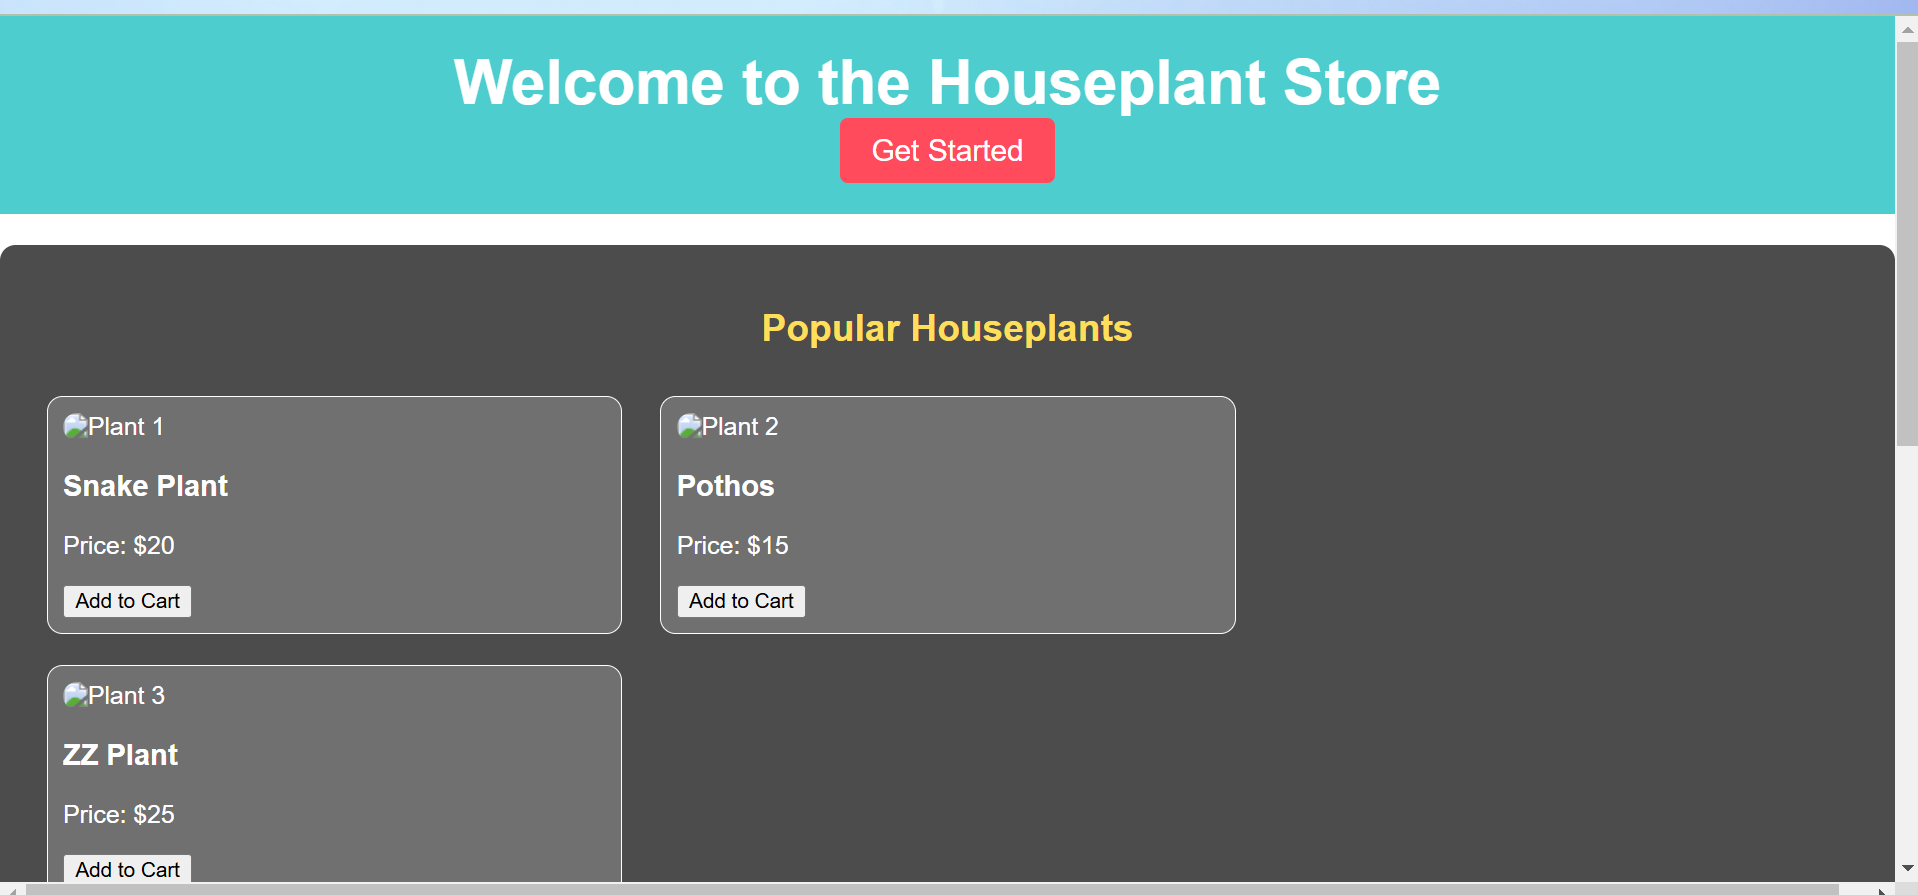 Welcome to the Houseplant Store
Get Started
Popular Houseplants
Plant 1
Snake Plant
Price: $20
Add to Cart
Plant 2
Pothos
Price: $15
Add to Cart
Plant 3
ZZ Plant
Price: $25
Add to Cart